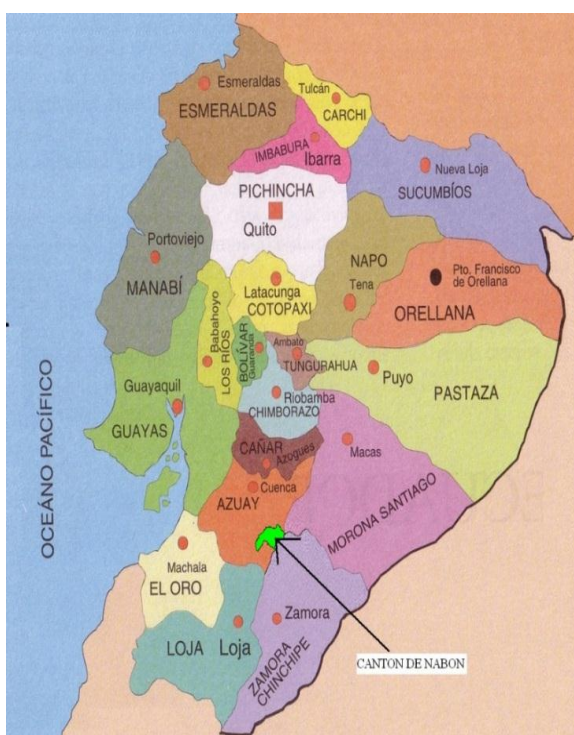 Esmeraldas
ESMERALDAS
Tulcán
CARCHI
IMBABURA
Ibarra
Nueva Loja
SUCUMBÍOS
PICHINCHA
Quito
Portoviejo
MANABÍ
NAPO
Tena
Pto. Francisco
de Orellana
ORELLANA
Latacunga
COTOPAXI
Babahoyo
LOS RÍOS
BOLÍVAR
Guaranda
Ambato
TUNGURAHUA
Puyo
PASTAZA
Guayaquil
GUAYAS
Riobamba
CHIMBORAZO
OCEÁNO PACÍFICO
CAÑAR
Azogues
Macas
Cuenca
AZUAY
MORONA SANTIAGO
Machala
EL ORO
Zamora
LOJA
Loja
ZAMORA
CHINCHIPE
CANTON DE NABON